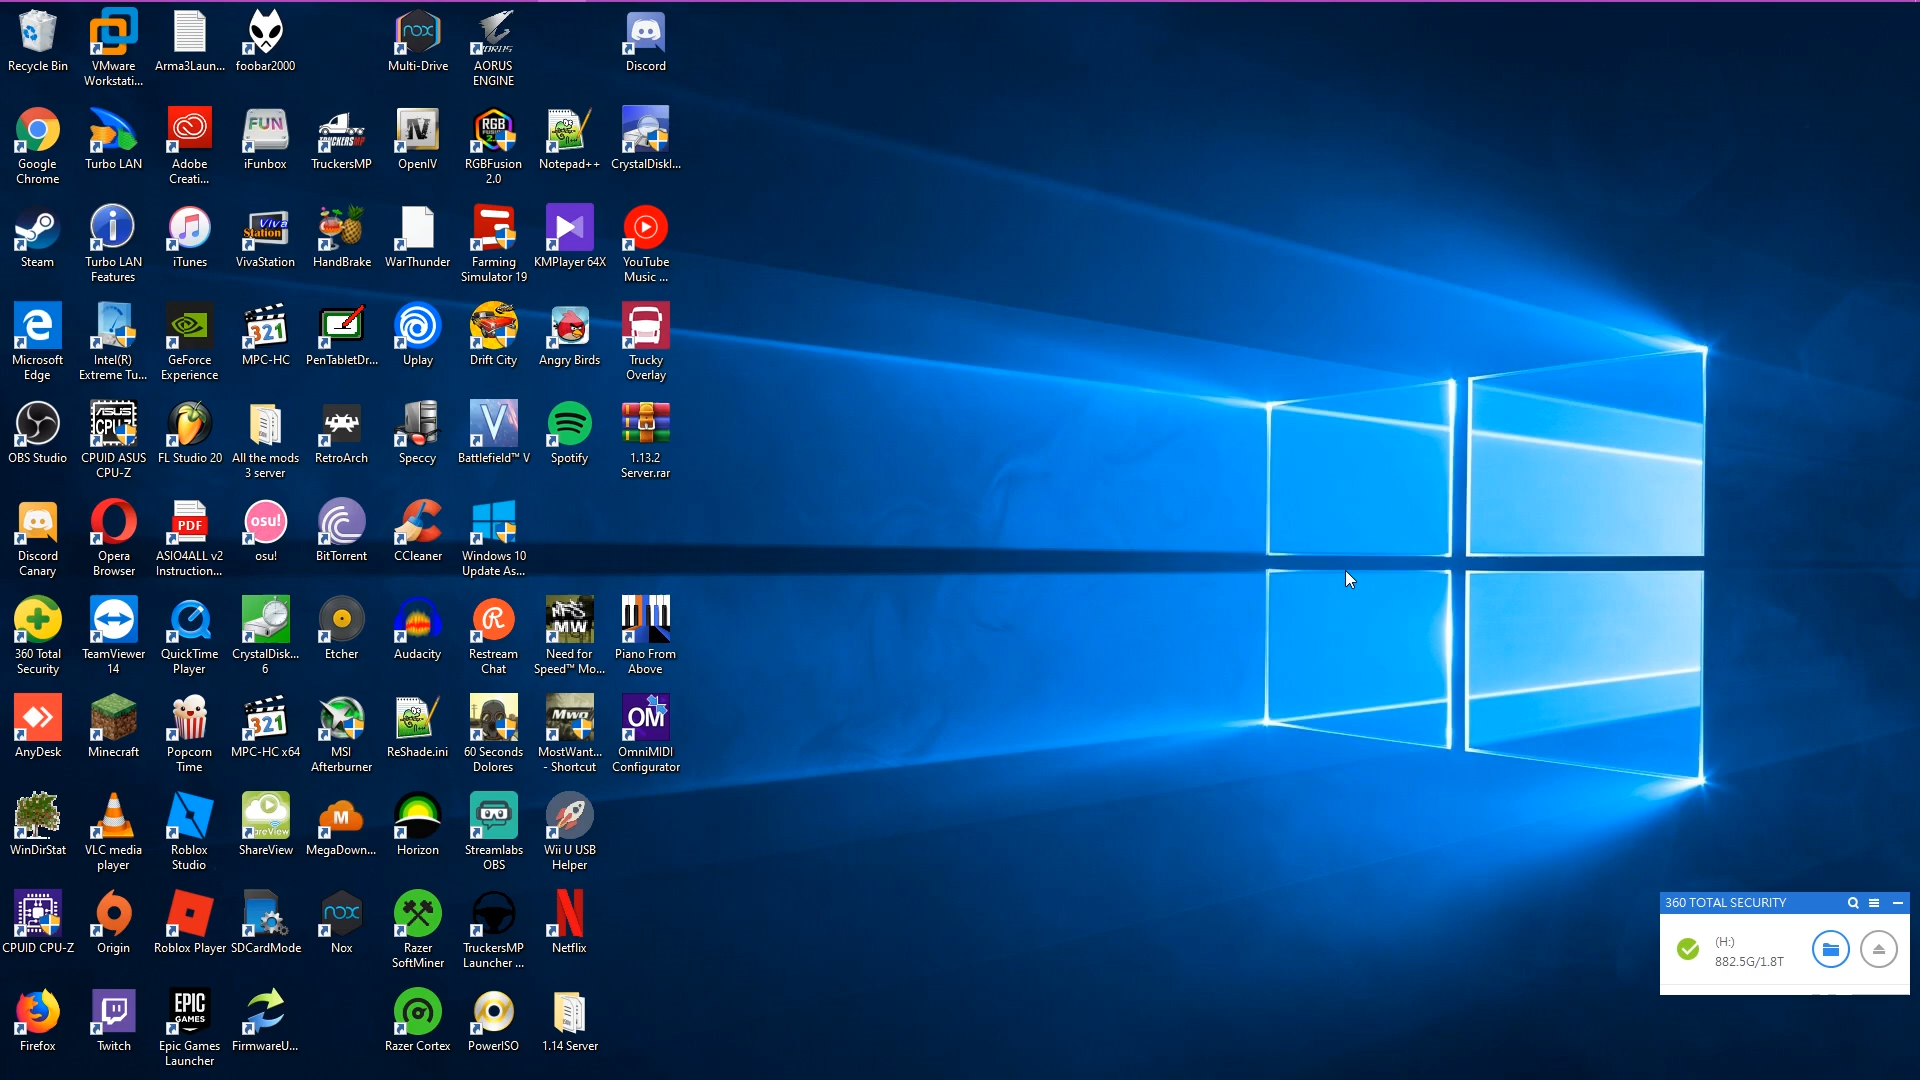 Recycle Bin
VMware
Workstati...
Arma3Laun...
foobar2000
Multi-Drive
AORUS
ENGINE
Discord
Google
Chrome
Turbo LAN
Adobe
Creati...
iFunbox
TruckersMP
OpenIV
RGBFusion
2.0
Notepad++
CrystalDiskI...
Steam
Turbo LAN
Features
iTunes
VivaStation
HandBrake
WarThunder
Farming
Simulator 19
KMPlayer 64X
YouTube
Music ...
Microsoft
Edge
Intel(R)
Extreme Tu...
GeForce
Experience
MPC-HC
PenTabletDr...
Uplay
Drift City
Angry Birds
Trucky
Overlay
OBS Studio
CPUID ASUS
CPU-Z
FL Studio 20
All the mods
3 server
RetroArch
Speccy
Battlefield™ V
Spotify
1.13.2
Server.rar
Discord
Canary
Opera
Browser
ASIO4ALL v2
Instruction...
osu!
BitTorrent
CCleaner
Windows 10
Update As...
360 Total
Security
TeamViewer
14
QuickTime
Player
CrystalDisk...
6
Etcher
Audacity
Restream
Chat
Need for
Speed™ Mo...
Piano From
Above
AnyDesk
Minecraft
Popcorn
Time
MPC-HC x64
MSI
Afterburner
ReShade.ini
60 Seconds
Dolores
MostWant...
- Shortcut
OmniMIDI
Configurator
WinDirStat
VLC media
player
Roblox
Studio
ShareView
MegaDown...
Horizon
Streamlabs
OBS
Wii U USB
Helper
CPUID CPU-Z
Origin
Roblox Player
SDCardMode
Nox
Razer
SoftMiner
TruckersMP
Launcher ...
Netflix
Firefox
Twitch
Epic Games
Launcher
FirmwareU...
Razer Cortex
PowerISO
1.14 Server
360 TOTAL SECURITY
(H:)
882.5G/1.8T